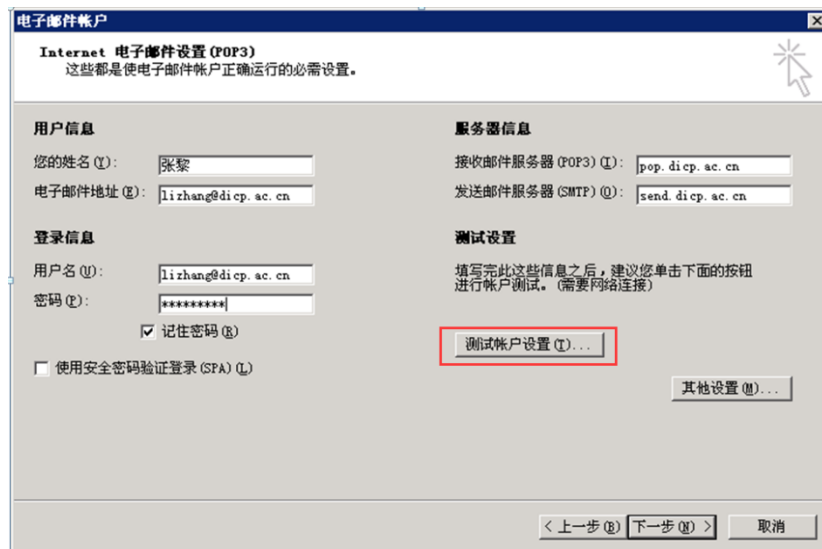 电子邮件帐户
Internet 电子邮件设置(POP3)
这些都是使电子邮件帐户正确运行的必需设置。
用户信息
您的姓名(Y): 张黎
电子邮件地址(E): lizhang@dicp.ac.cn
登录信息
用户名(U): lizhang@dicp.ac.cn
密码(P): *********
记住密码(R)
使用安全密码验证登录(SPA)(L)
服务器信息
接收邮件服务器(POP3)(I): pop.dicp.ac.cn
发送邮件服务器(SMTP)(O): send.dicp.ac.cn
测试设置
填写完此这些信息之后，建议您单击下面的按钮
进行帐户测试。(需要网络连接)
测试帐户设置(T)...
其他设置(M)...
< 上一步(B)
下一步(N) >
取消